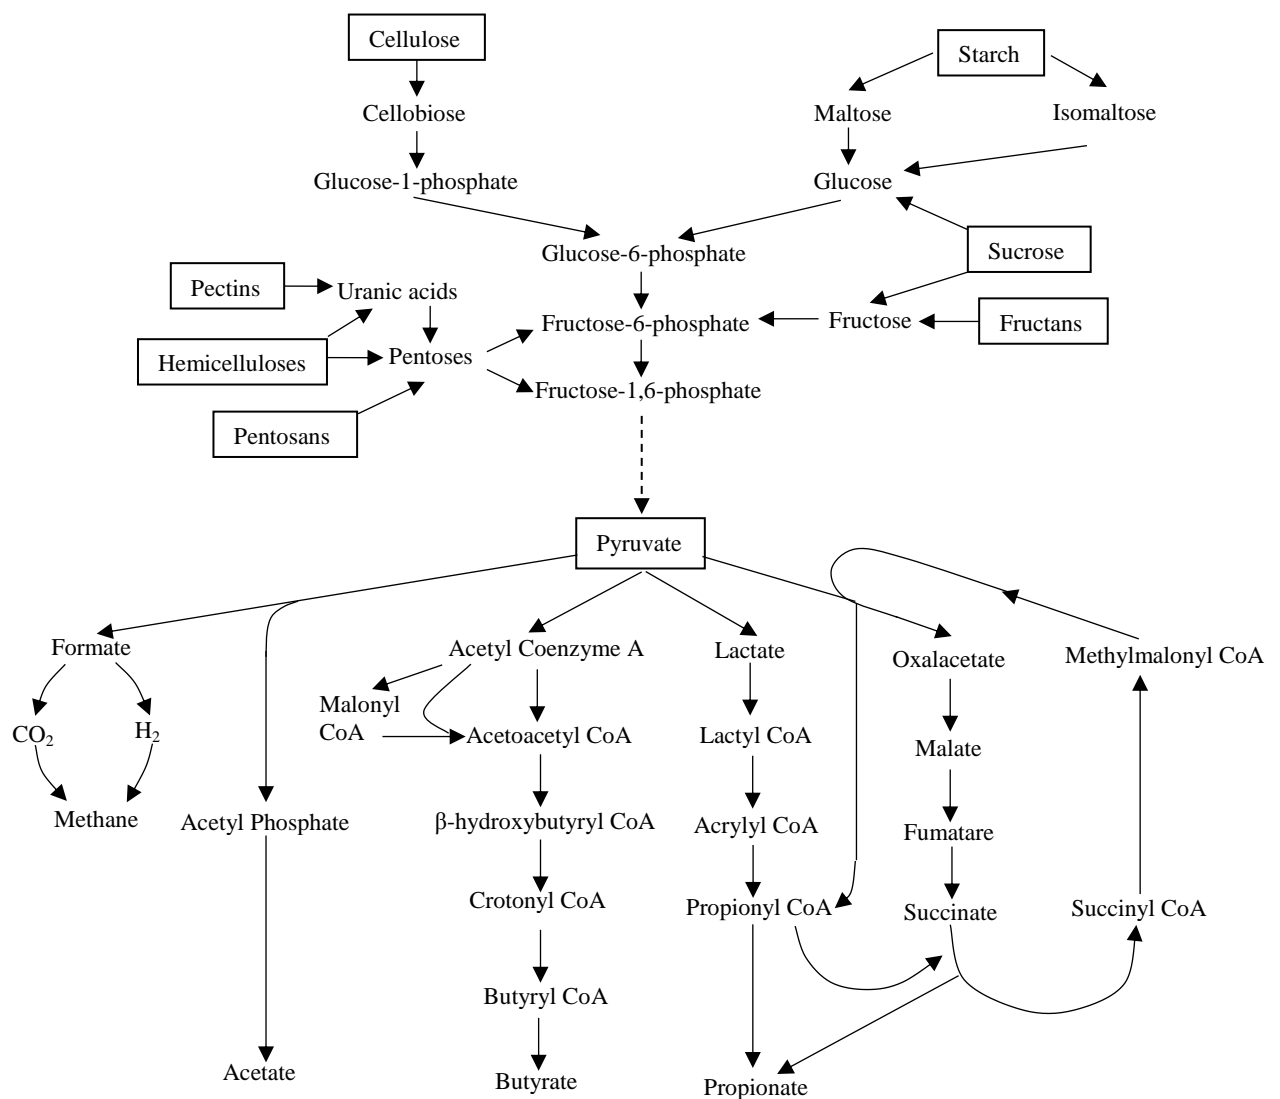 Cellulose
Starch
Cellobiose
Maltose
Isomaltose
Glucose-1-phosphate
Glucose
Glucose-6-phosphate
Sucrose
Pectins
Uranic acids
Fructose-6-phosphate
Fructose
Fructans
Hemicelluloses
Pentoses
Fructose-1,6-phosphate
Pentosans
Pyruvate
Formate
Acetyl Coenzyme A
Lactate
Oxalacetate
Methylmalonyl CoA
Malonyl
CoA
CO₂
H₂
Acetoacetyl CoA
Lactyl CoA
Malate
Methane
Acetyl Phosphate
β-hydroxybutyryl CoA
Acrylyl CoA
Fumatare
Crotonyl CoA
Propionyl CoA
Succinate
Succinyl CoA
Butyryl CoA
Acetate
Butyrate
Propionate